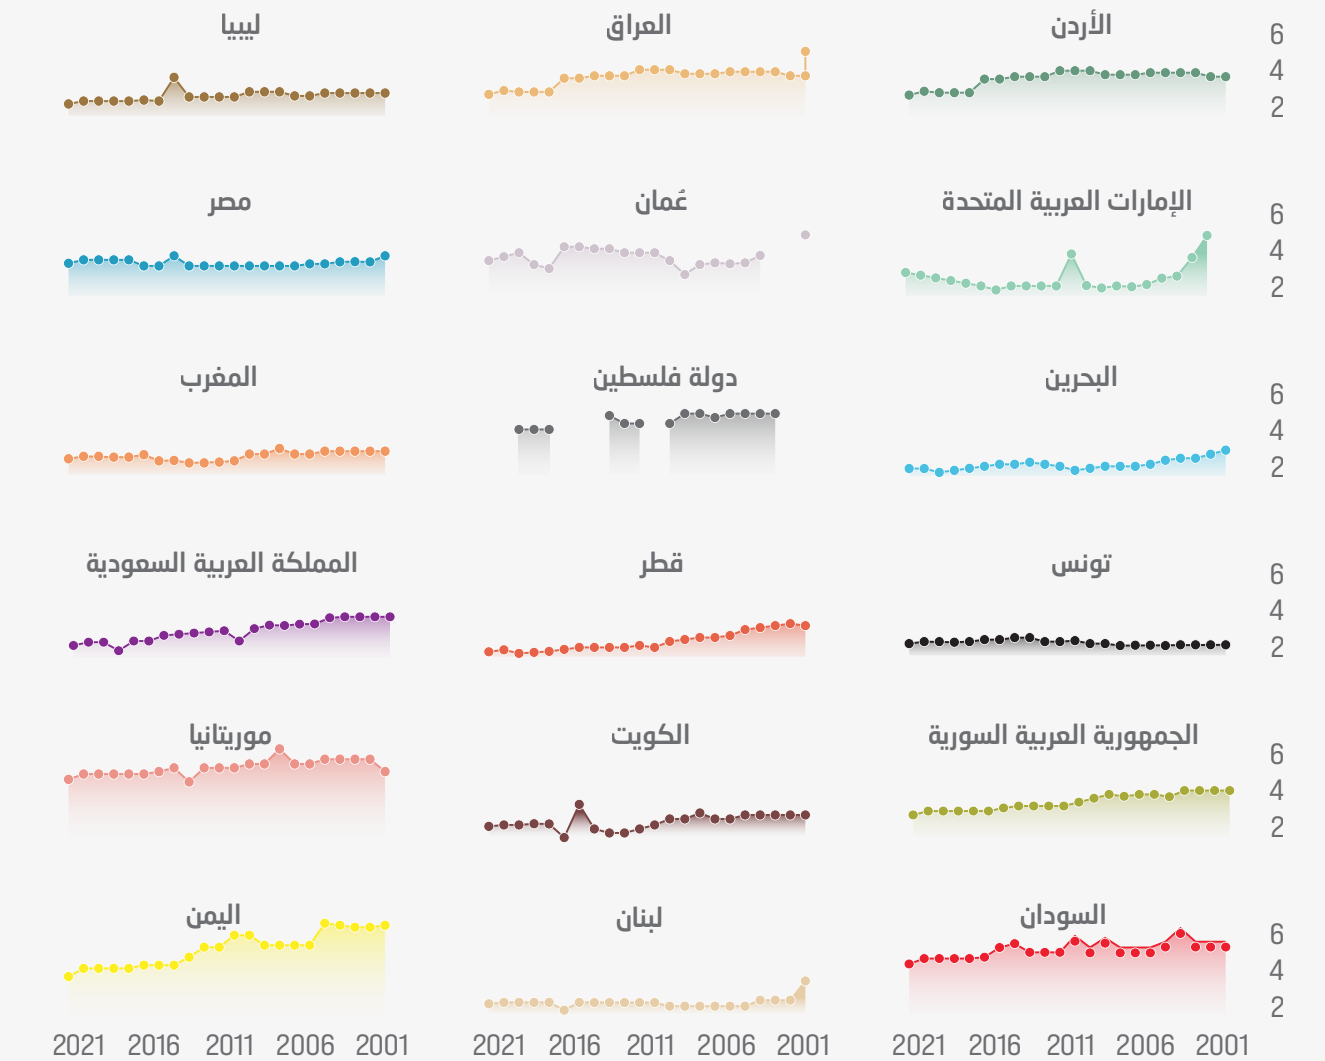 الأردن
العراق
ليبيا
6
4
2
الإمارات العربية المتحدة
عُمان
مصر
6
4
2
البحرين
دولة فلسطين
المغرب
6
4
2
تونس
قطر
المملكة العربية السعودية
6
4
2
الجمهورية العربية السورية
الكويت
موريتانيا
6
4
2
السودان
لبنان
اليمن
6
4
2
2021 2016 2011 2006 2001
2021 2016 2011 2006 2001
2021 2016 2011 2006 2001